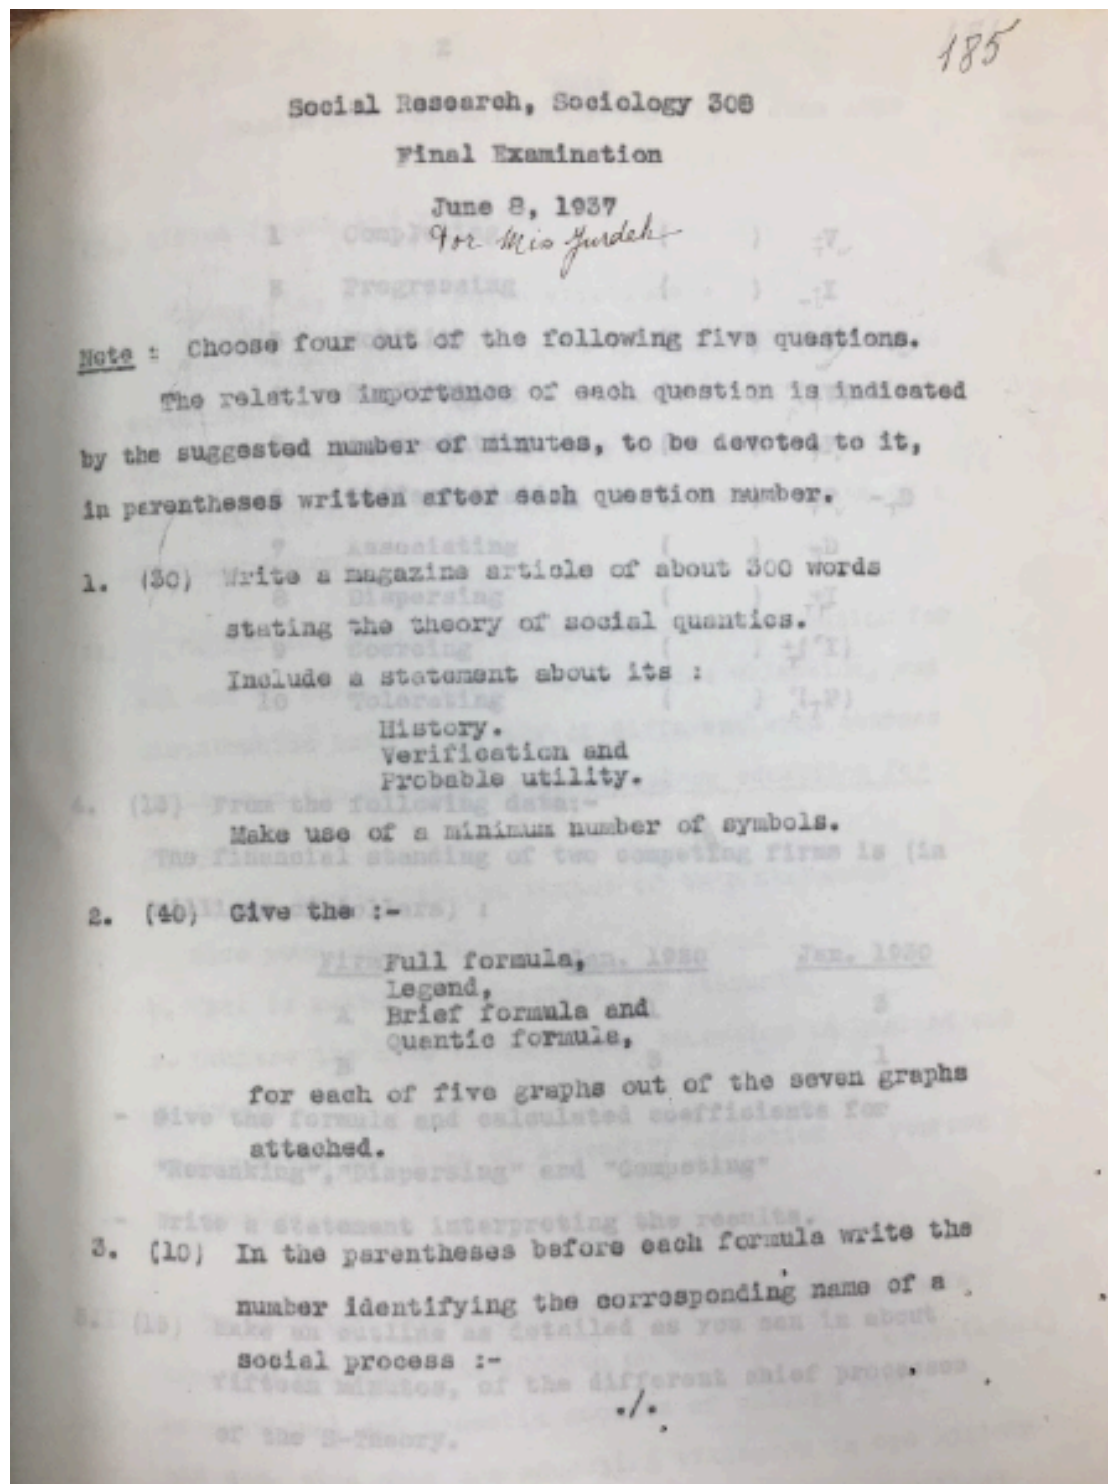 185
Social Research, Sociology 308
Final Examination
June 8, 1937
For Mis
Note : Choose four out of the following five questions.
The relative importance of each question is indicated
by the suggested number of minutes, to be devoted to it,
in parentheses written after each question number.
1. (30) Write a magazine article of about 300 words
stating the theory of social quantics.
Include a statement about its :
History.
Verification and
Probable utility.
Make use of a minimum number of symbols.
2. (40) Give the :-
Full formula,
Legend,
Brief formula and
Quantic formula,
for each of five graphs out of the seven graphs
attached.
3. (10) In the parentheses before each formula write the
number identifying the corresponding name of a
social process :-
./.